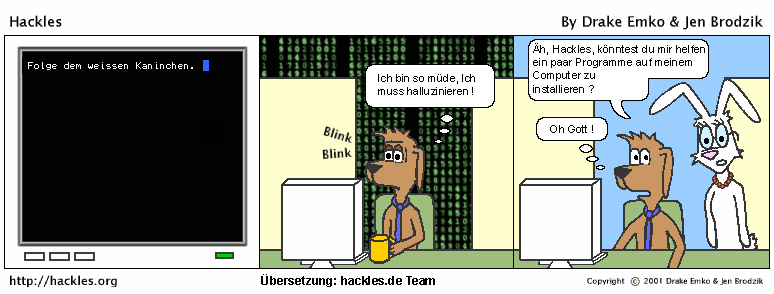 Hackles
By Drake Emko & Jen Brodzik
Folge dem weissen Kaninchen.
Ich bin so müde, Ich
muss halluzinieren !
Blink
Blink
Äh, Hackles, könntest du mir helfen
ein paar Programme auf meinem
Computer zu
installieren ?
Oh Gott !
http://hackles.org
Übersetzung: hackles.de Team
Copyright © 2001 Drake Emko & Jen Brodzik